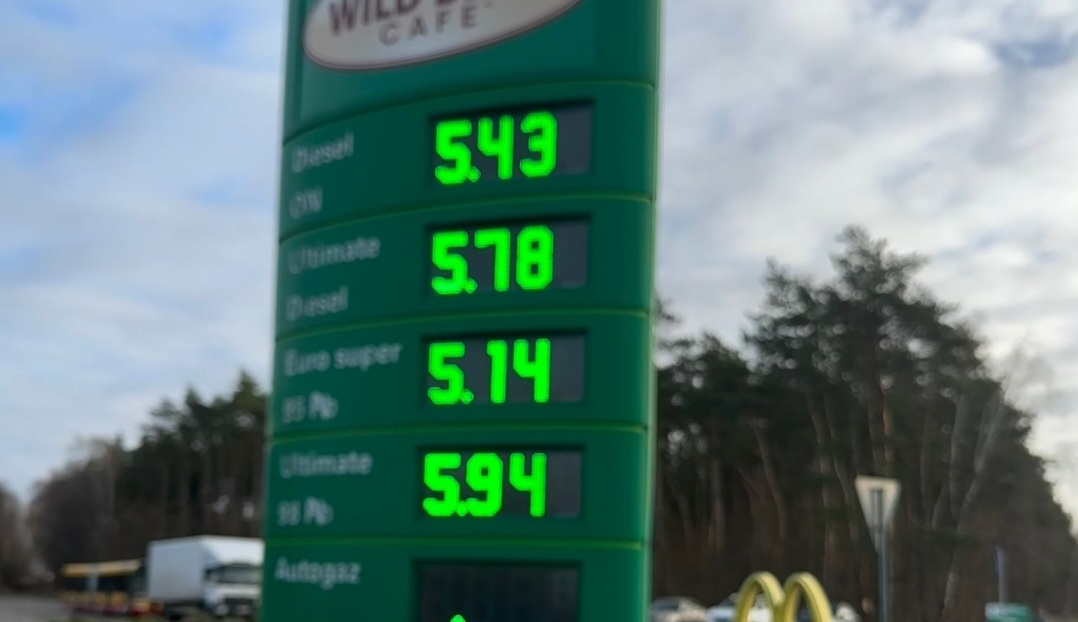 WILD
CAFE
Diesel
ON
5.43
Ultimate
Diesel
5.78
Euro super
95 Pb
5.14
Ultimate
98 Pb
5.94
Autogaz